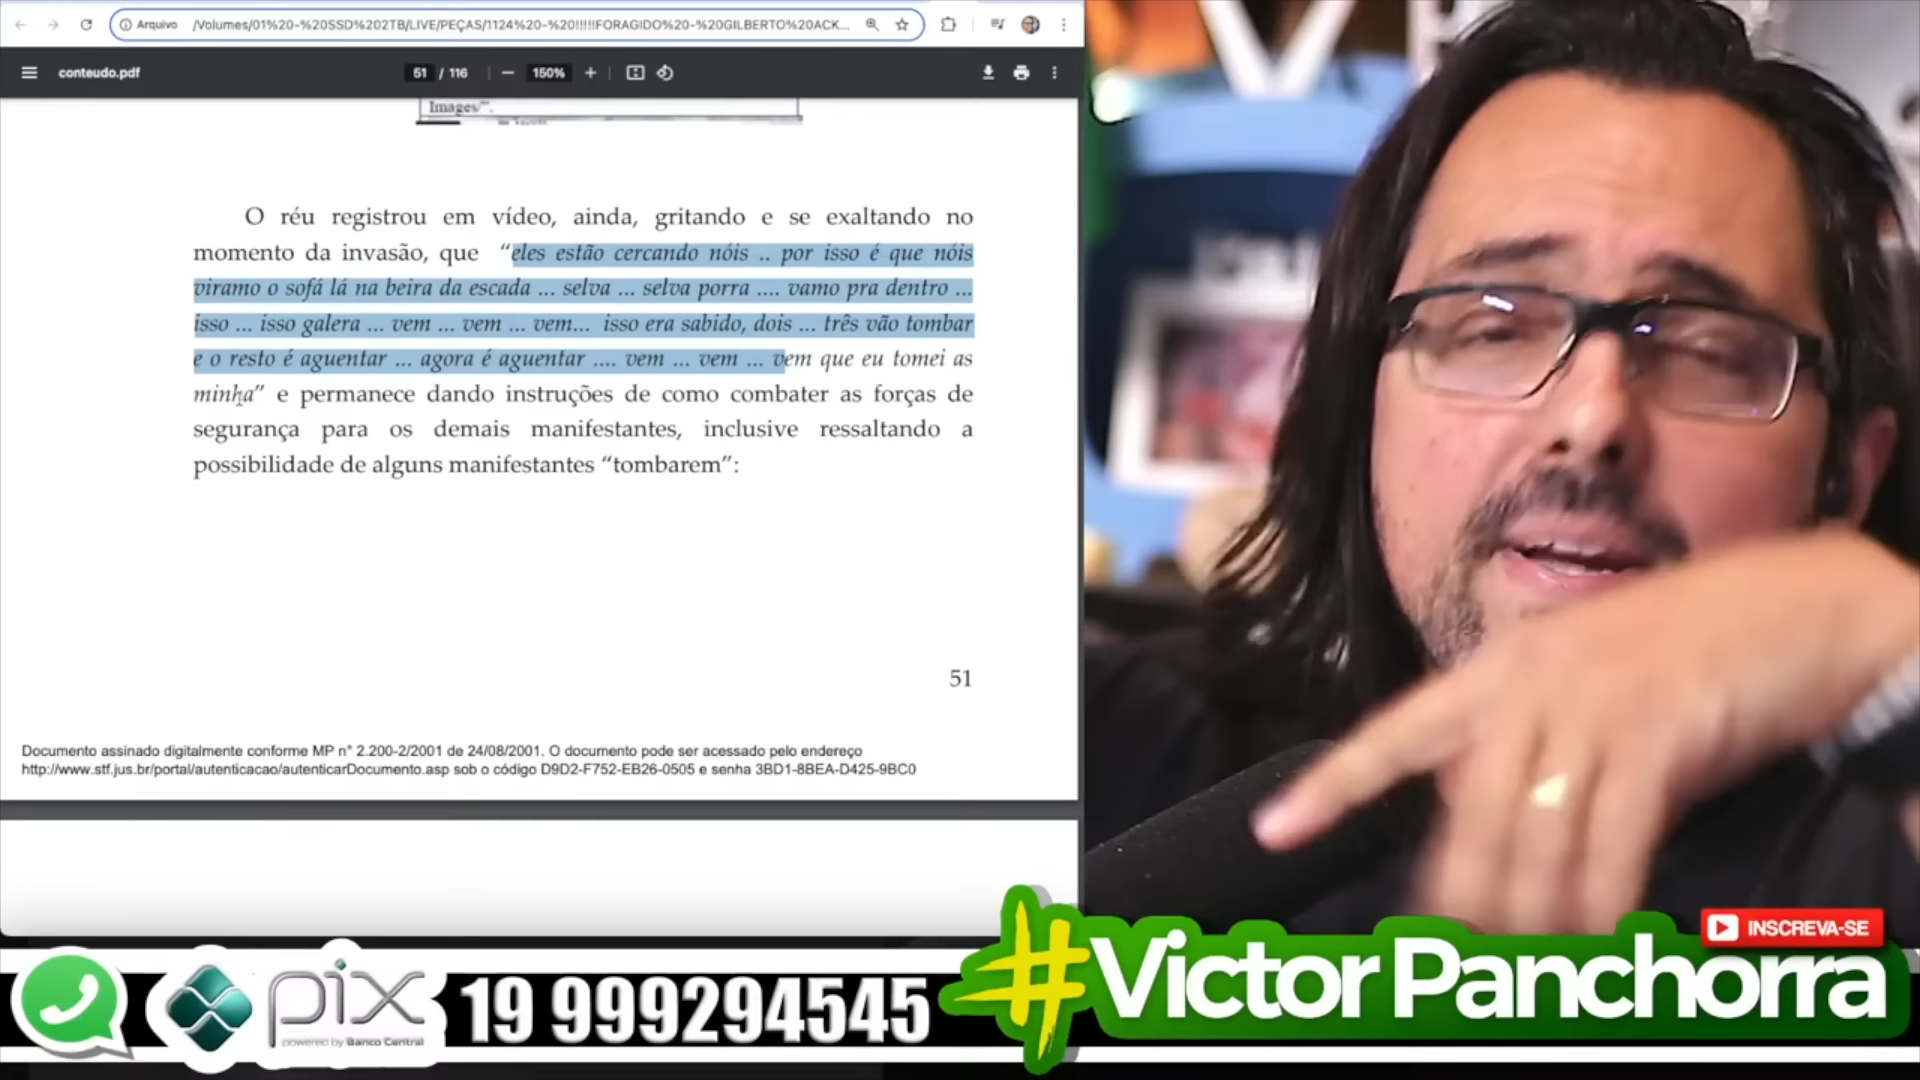 Arquivo /Volumes/01%20-%20SSD%202TB/LIVE/PEÇAS/1124%20-%20!!!!!FORAGIDO%20-%20GILBERTO%20ACK...
conteudo.pdf 51 / 116 150%
Images/".
O réu registrou em vídeo, ainda, gritando e se exaltando no
momento da invasão, que “eles estão cercando nóis .. por isso é que nóis
viramo o sofá lá na beira da escada ... selva ... selva porra .... vamo pra dentro ...
isso ... isso galera ... vem ... vem ... vem... isso era sabido, dois ... três vão tombar
e o resto é aguentar ... agora é aguentar .... vem ... vem ... vem que eu tomei as
minha” e permanece dando instruções de como combater as forças de
segurança para os demais manifestantes, inclusive ressaltando a
possibilidade de alguns manifestantes “tombarem”:
51
Documento assinado digitalmente conforme MP n° 2.200-2/2001 de 24/08/2001. O documento pode ser acessado pelo endereço
http://www.stf.jus.br/portal/autenticacao/autenticarDocumento.asp sob o código D9D2-F752-EB26-0505 e senha 3BD1-8BEA-D425-9BC0
INSCREVA-SE
pix
powered by Banco Central
19 999294545
#Victor Panchorra